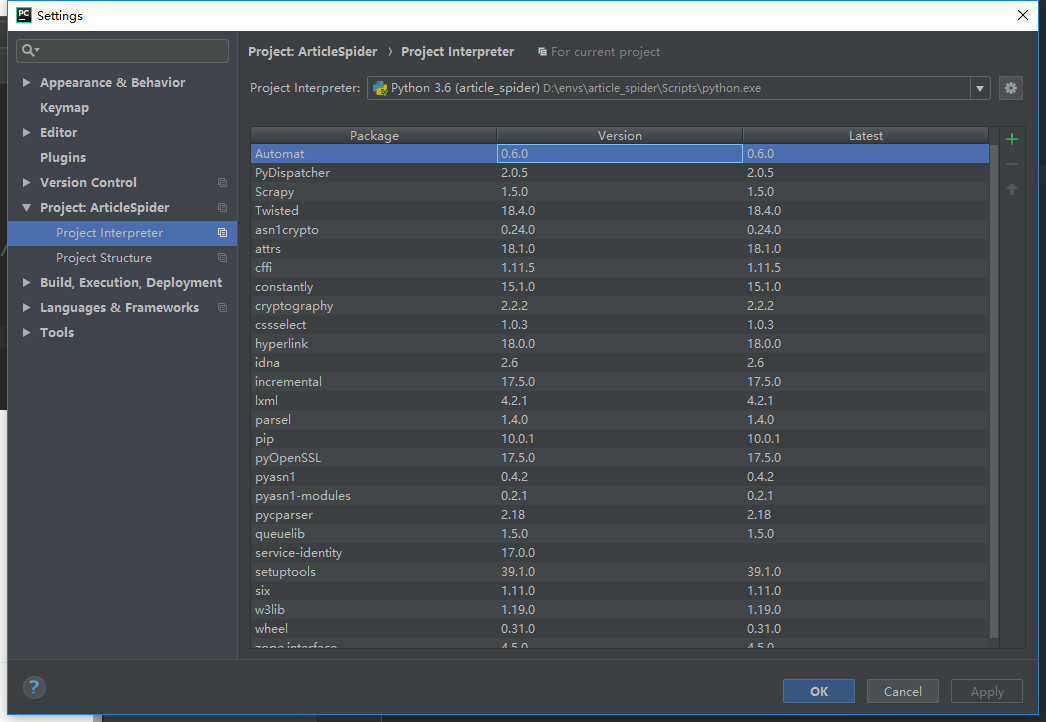 PC Settings
Project: ArticleSpider › Project Interpreter For current project
Appearance & Behavior
Keymap
Editor
Plugins
Version Control
Project: ArticleSpider
Project Interpreter
Project Structure
Build, Execution, Deployment
Languages & Frameworks
Tools
Project Interpreter: Python 3.6 (article_spider) D:\envs\article_spider\Scripts\python.exe
Package Version Latest
Automat 0.6.0 0.6.0
PyDispatcher 2.0.5 2.0.5
Scrapy 1.5.0 1.5.0
Twisted 18.4.0 18.4.0
asn1crypto 0.24.0 0.24.0
attrs 18.1.0 18.1.0
cffi 1.11.5 1.11.5
constantly 15.1.0 15.1.0
cryptography 2.2.2 2.2.2
cssselect 1.0.3 1.0.3
hyperlink 18.0.0 18.0.0
idna 2.6 2.6
incremental 17.5.0 17.5.0
lxml 4.2.1 4.2.1
parsel 1.4.0 1.4.0
pip 10.0.1 10.0.1
pyOpenSSL 17.5.0 17.5.0
pyasn1 0.4.2 0.4.2
pyasn1-modules 0.2.1 0.2.1
pycparser 2.18 2.18
queuelib 1.5.0 1.5.0
service-identity 17.0.0
setuptools 39.1.0 39.1.0
six 1.11.0 1.11.0
w3lib 1.19.0 1.19.0
wheel 0.31.0 0.31.0
zope.interface 4.5.0 4.5.0
? OK Cancel Apply